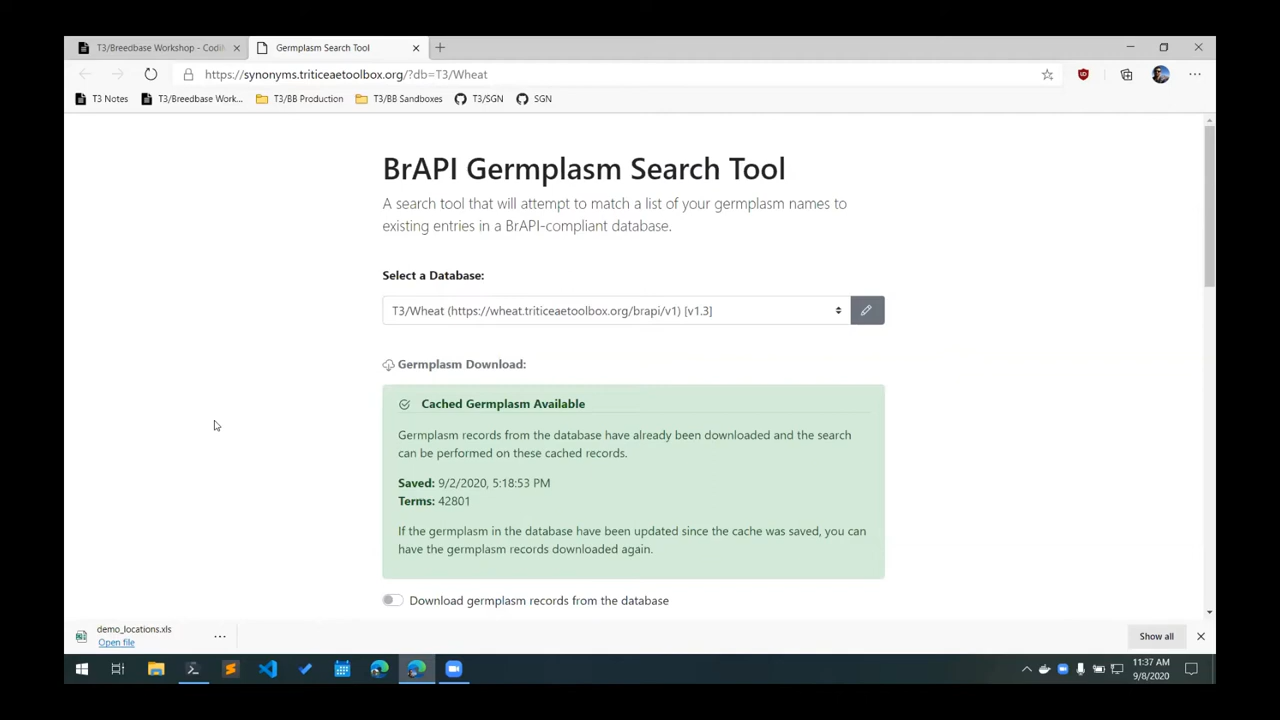 T3/Breedbase Workshop - CodiM
Germplasm Search Tool
https://synonyms.triticeaetoolbox.org/?db=T3/Wheat
T3 Notes
T3/Breedbase Work...
T3/BB Production
T3/BB Sandboxes
T3/SGN
SGN
BrAPI Germplasm Search Tool
A search tool that will attempt to match a list of your germplasm names to
existing entries in a BrAPI-compliant database.
Select a Database:
T3/Wheat (https://wheat.triticeaetoolbox.org/brapi/v1) [v1.3]
Germplasm Download:
Cached Germplasm Available
Germplasm records from the database have already been downloaded and the search
can be performed on these cached records.
Saved: 9/2/2020, 5:18:53 PM
Terms: 42801
If the germplasm in the database have been updated since the cache was saved, you can
have the germplasm records downloaded again.
Download germplasm records from the database
demo_locations.xls
Open file
Show all
11:37 AM
9/8/2020